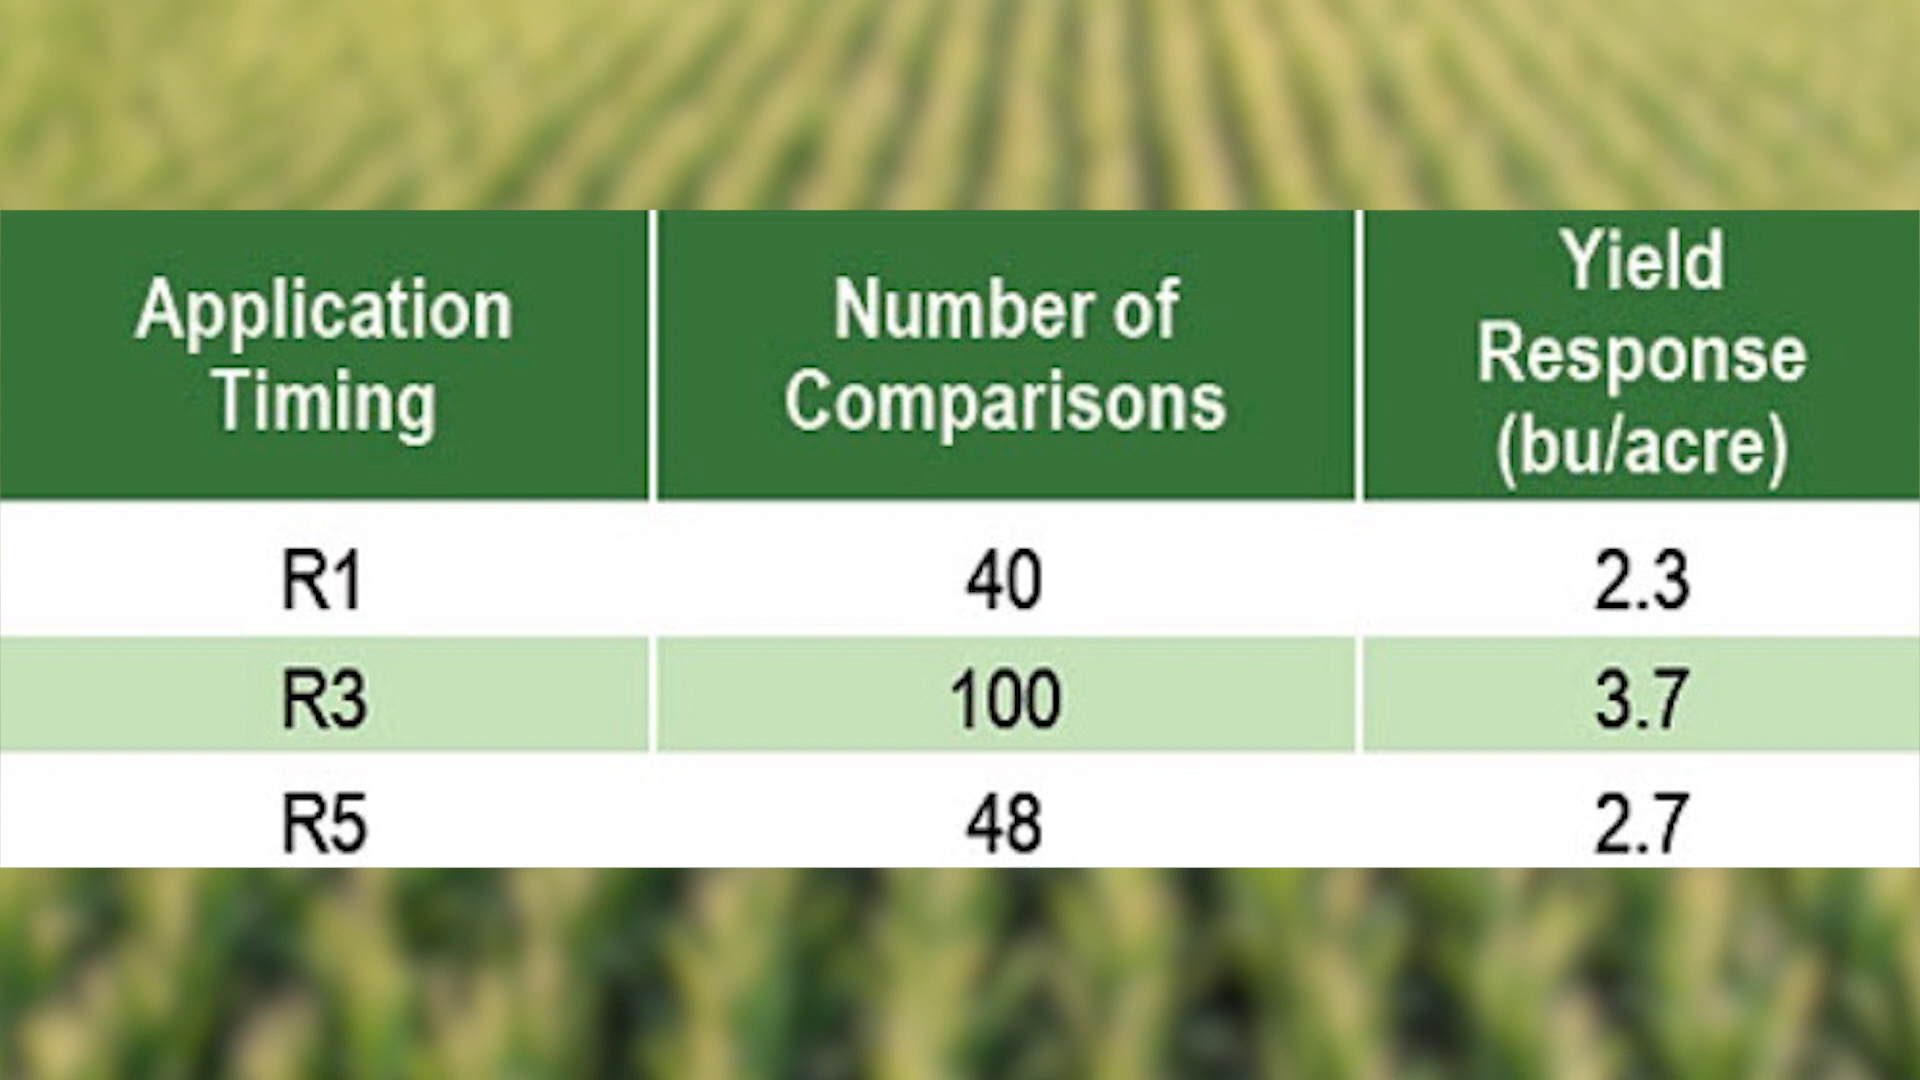 Application
Timing
Number of
Comparisons
Yield
Response
(bu/acre)
R1 40 2.3
R3 100 3.7
R5 48 2.7